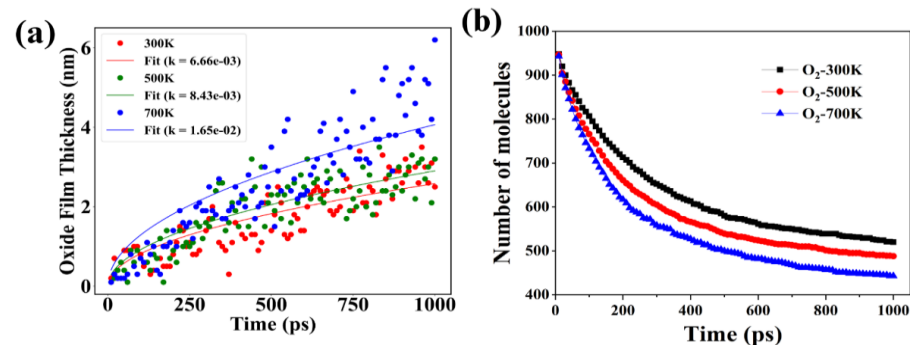 (a)
Oxide Film Thickness (nm)
6
4
2
0
300K
Fit (k = 6.66e-03)
500K
Fit (k = 8.43e-03)
700K
Fit (k = 1.65e-02)
0 250 500 750 1000
Time (ps)
(b)
Number of molecules
1000
900
800
700
600
500
400
O₂-300K
O₂-500K
O₂-700K
0 200 400 600 800 1000
Time (ps)